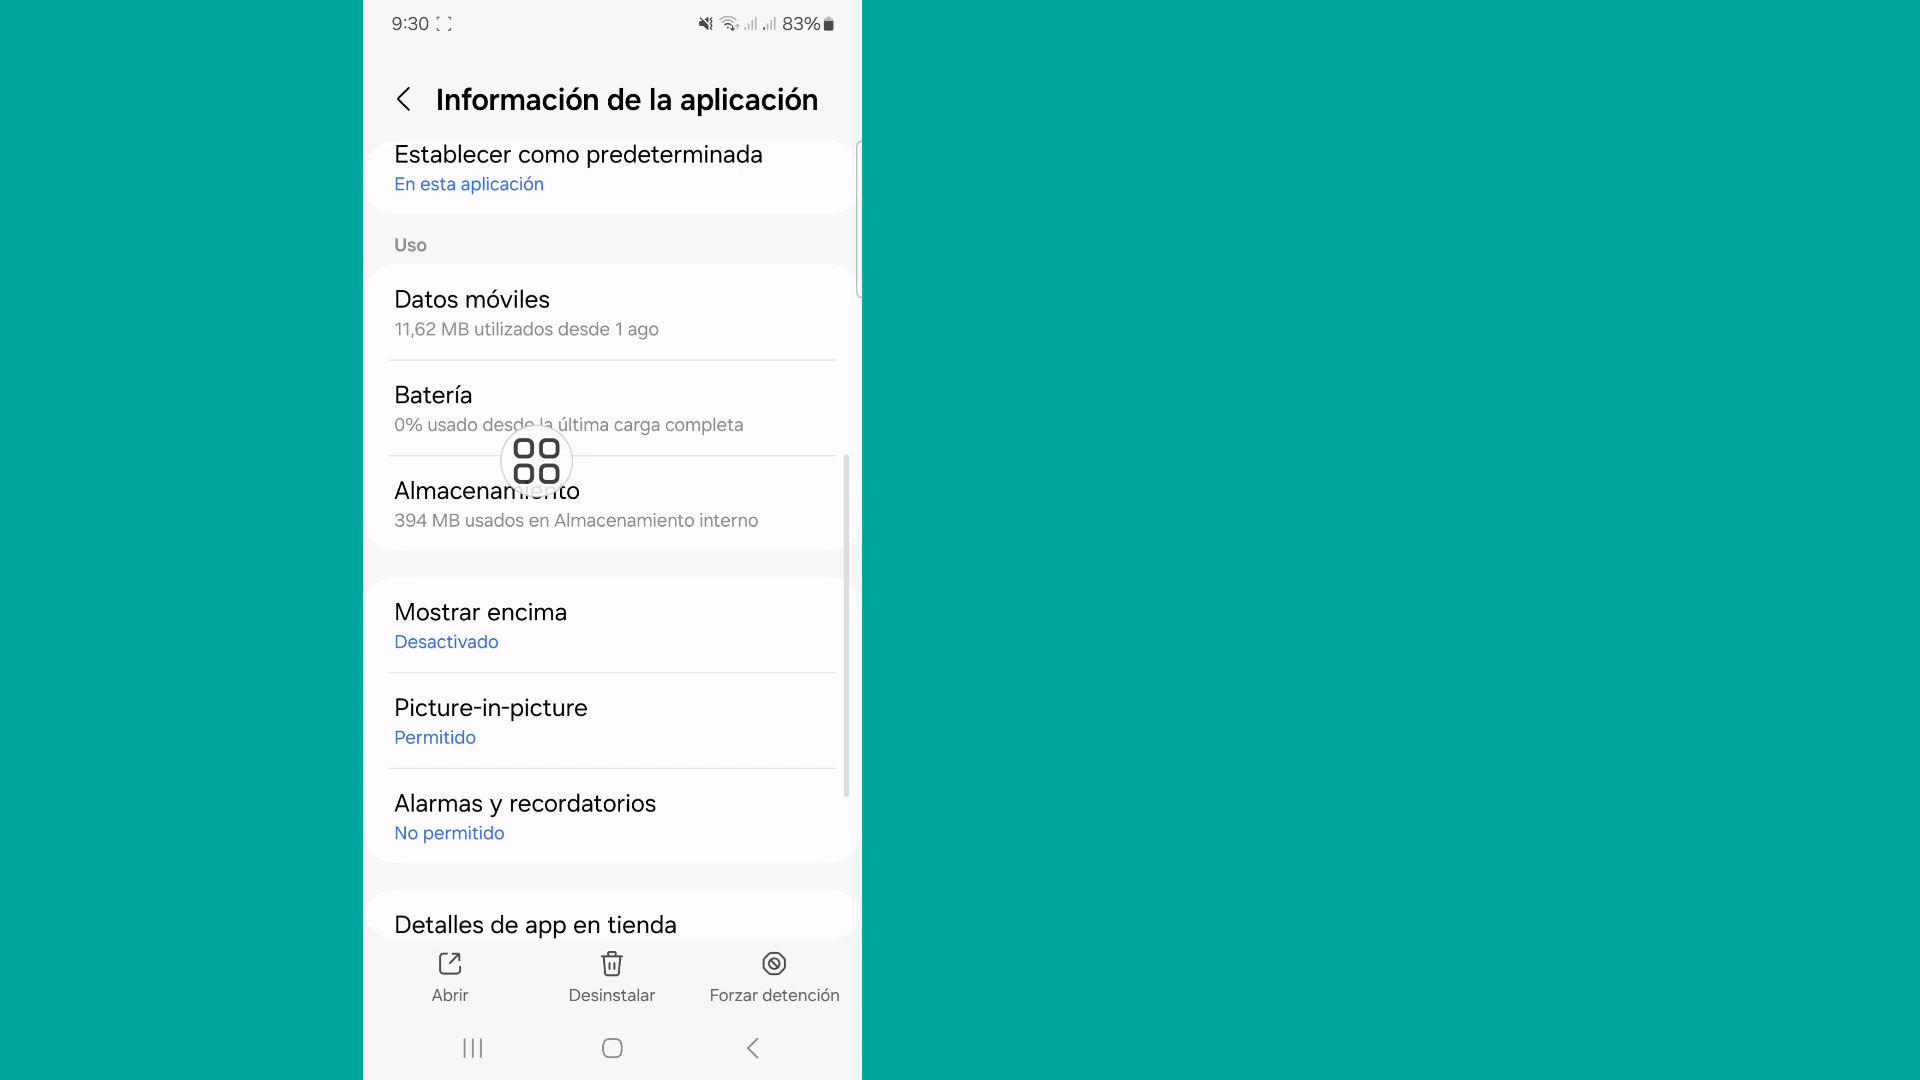 9:30
83%
Información de la aplicación
Establecer como predeterminada
En esta aplicación
Uso
Datos móviles
11,62 MB utilizados desde 1 ago
Batería
0% usado desde la última carga completa
Almacenamiento
394 MB usados en Almacenamiento interno
Mostrar encima
Desactivado
Picture-in-picture
Permitido
Alarmas y recordatorios
No permitido
Detalles de app en tienda
Abrir
Desinstalar
Forzar detención